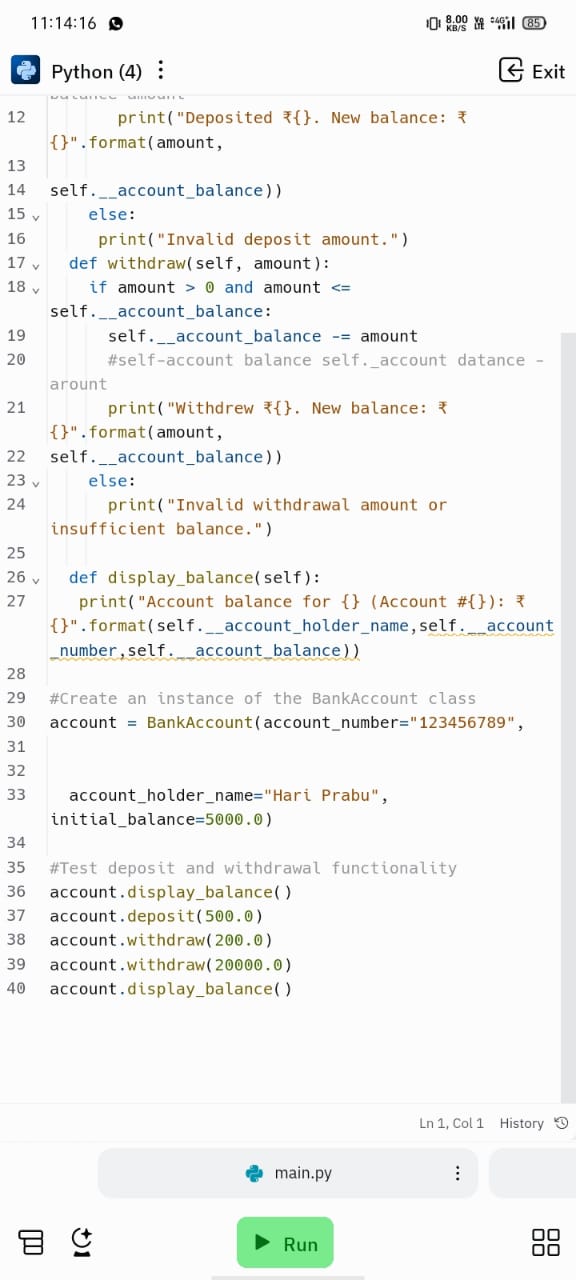 11:14:16
8.00 KB/S Vo LTE 4G 85
Python (4)
Exit
balance amount
12 print("Deposited ₹{}. New balance: ₹
{}".format(amount,
13
14 self.__account_balance))
15 else:
16 print("Invalid deposit amount.")
17 def withdraw(self, amount):
18 if amount > 0 and amount <=
self.__account_balance:
19 self.__account_balance -= amount
20 #self-account balance self._account datance -
arount
21 print("Withdrew ₹{}. New balance: ₹
{}".format(amount,
22 self.__account_balance))
23 else:
24 print("Invalid withdrawal amount or
insufficient balance.")
25
26 def display_balance(self):
27 print("Account balance for {} (Account #{}): ₹
{}".format(self.__account_holder_name,self.__account
_number,self.__account_balance))
28
29 #Create an instance of the BankAccount class
30 account = BankAccount(account_number="123456789",
31
32
33 account_holder_name="Hari Prabu",
initial_balance=5000.0)
34
35 #Test deposit and withdrawal functionality
36 account.display_balance()
37 account.deposit(500.0)
38 account.withdraw(200.0)
39 account.withdraw(20000.0)
40 account.display_balance()
Ln 1, Col 1 History
main.py
Run